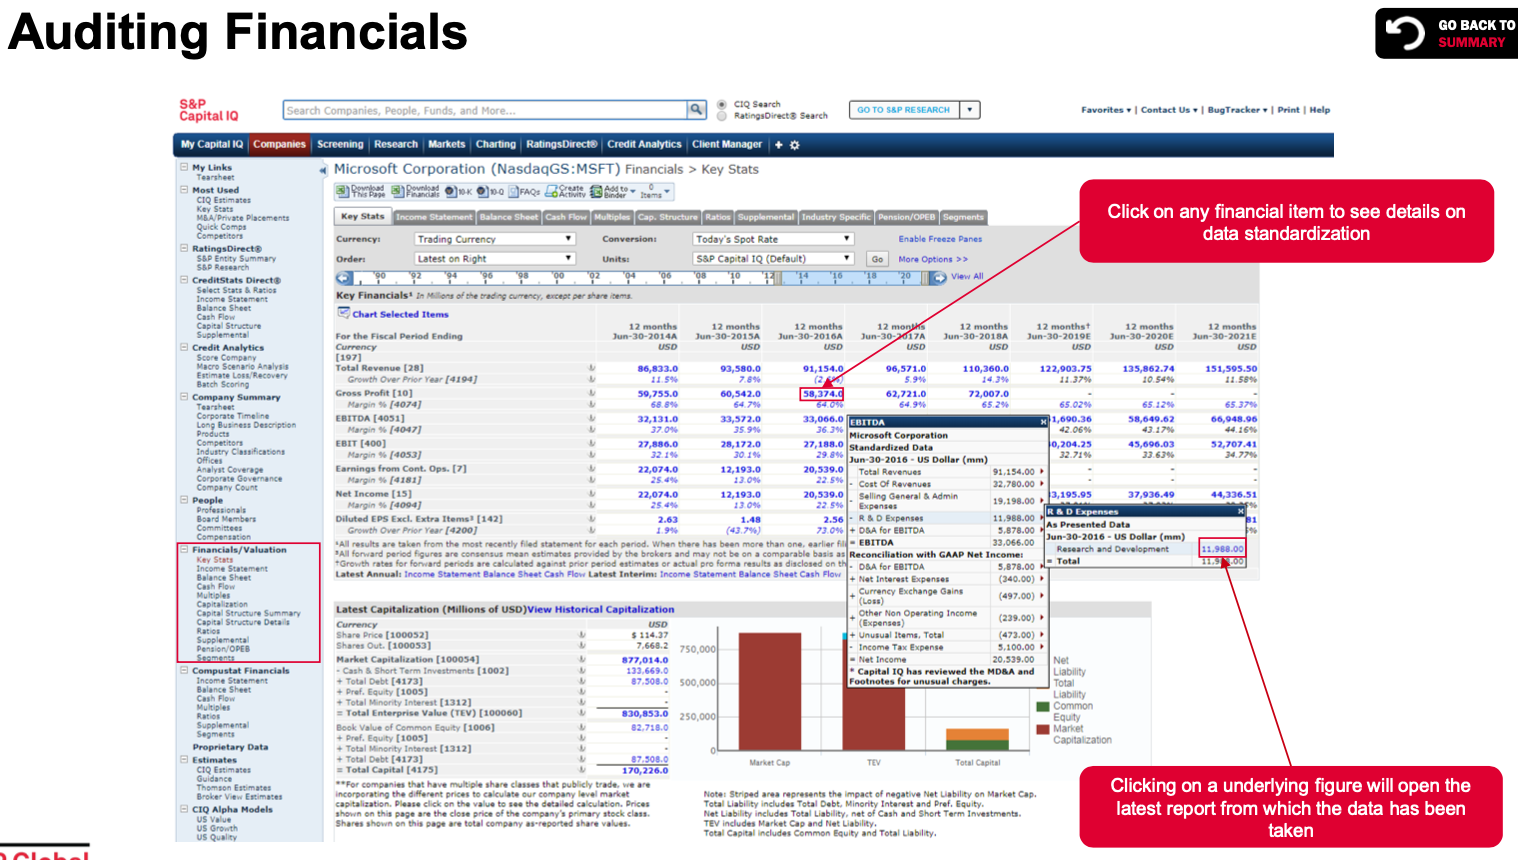 Auditing Financials
GO BACK TO
SUMMARY
S&P
Capital IQ
Search Companies, People, Funds, and More...
CIQ Search
RatingsDirect® Search
GO TO S&P RESEARCH
Favorites | Contact Us | BugTracker | Print | Help
My Capital IQ Companies Screening Research Markets Charting RatingsDirect® Credit Analytics Client Manager +
My Links
Tearsheet
Most Used
CIQ Estimates
Key Stats
M&A/Private Placements
Quick Comps
Competitors
RatingsDirect®
S&P Entity Summary
S&P Research
CreditStats Direct®
Select Stats & Ratios
Income Statement
Balance Sheet
Cash Flow
Capital Structure
Supplemental
Credit Analytics
Score Company
Macro Scenario Analysis
Estimate Loss/Recovery
Batch Scoring
Company Summary
Tearsheet
Corporate Timeline
Long Business Description
Products
Competitors
Industry Classifications
Offices
Analyst Coverage
Corporate Governance
Company Count
People
Professionals
Board Members
Committees
Compensation
Financials/Valuation
Key Stats
Income Statement
Balance Sheet
Cash Flow
Multiples
Capitalization
Capital Structure Summary
Capital Structure Details
Ratios
Supplemental
Pension/OPEB
Segments
Compustat Financials
Income Statement
Balance Sheet
Cash Flow
Multiples
Ratios
Supplemental
Segments
Proprietary Data
Estimates
CIQ Estimates
Guidance
Thomson Estimates
Broker View Estimates
CIQ Alpha Models
US Value
US Growth
US Quality
Microsoft Corporation (NasdaqGS:MSFT) Financials > Key Stats
Download This Page Download Financials 10-K 10-Q FAQs Create Activity Add to Binder 0 Items
Key Stats Income Statement Balance Sheet Cash Flow Multiples Cap. Structure Ratios Supplemental Industry Specific Pension/OPEB Segments
Currency: Trading Currency Conversion: Today's Spot Rate Enable Freeze Panes
Order: Latest on Right Units: S&P Capital IQ (Default) Go More Options >>
'90 '92 '94 '96 '98 '00 '02 '04 '06 '08 '10 '12 '14 '16 '18 '20 View All
Key Financials¹ In Millions of the trading currency, except per share items.
Chart Selected Items
12 months 12 months 12 months 12 months 12 months 12 months† 12 months 12 months
For the Fiscal Period Ending Jun-30-2014A Jun-30-2015A Jun-30-2016A Jun-30-2017A Jun-30-2018A Jun-30-2019E Jun-30-2020E Jun-30-2021E
Currency USD USD USD USD USD USD USD USD
[197]
Total Revenue [28] 86,833.0 93,580.0 91,154.0 96,571.0 110,360.0 122,903.75 135,862.74 151,595.50
Growth Over Prior Year [4194] 11.5% 7.8% 5.9% 14.3% 11.37% 10.54% 11.58%
Gross Profit [10] 59,755.0 60,542.0 58,374.0 62,721.0 72,007.0 - - -
Margin % [4074] 68.8% 64.7% 64.0% 64.9% 65.2% 65.02% 65.12% 65.37%
EBITDA [4051] 32,131.0 33,572.0 33,066.0 1,690.36 58,649.62 66,948.96
Margin % [4047] 37.0% 35.9% 36.3% 42.06% 43.17% 44.16%
EBIT [400] 27,886.0 28,172.0 27,188.0 0,204.25 45,696.03 52,707.41
Margin % [4053] 32.1% 30.1% 29.8% 32.71% 33.63% 34.77%
Earnings from Cont. Ops. [7] 22,074.0 12,193.0 20,539.0 - - -
Margin % [4181] 25.4% 13.0% 22.5% - - -
Net Income [15] 22,074.0 12,193.0 20,539.0 3,195.95 37,936.49 44,336.51
Margin % [4094] 25.4% 13.0% 22.5%
Diluted EPS Excl. Extra Items³ [142] 2.63 1.48 2.56 81
Growth Over Prior Year [4200] 1.9% (43.7%) 73.0%
¹All results are taken from the most recently filed statement for each period. When there has been more than one, earlier fili
³All forward period figures are consensus mean estimates provided by the brokers and may not be on a comparable basis as
†Growth rates for forward periods are calculated against prior period estimates or actual pro forma results as disclosed on th
Latest Annual: Income Statement Balance Sheet Cash Flow Latest Interim: Income Statement Balance Sheet Cash Flow
EBITDA
Microsoft Corporation
Standardized Data
Jun-30-2016 - US Dollar (mm)
Total Revenues 91,154.00
- Cost Of Revenues 32,780.00
- Selling General & Admin Expenses 19,198.00
- R & D Expenses 11,988.00
+ D&A for EBITDA 5,878.00
= EBITDA 33,066.00
Reconciliation with GAAP Net Income:
- D&A for EBITDA 5,878.00
+ Net Interest Expenses (340.00)
+ Currency Exchange Gains (Loss) (497.00)
+ Other Non Operating Income (Expenses) (239.00)
+ Unusual Items, Total (473.00)
- Income Tax Expense 5,100.00
= Net Income 20,539.00
* Capital IQ has reviewed the MD&A and
Footnotes for unusual charges.
R & D Expenses
As Presented Data
Jun-30-2016 - US Dollar (mm)
Research and Development 11,988.00
= Total
Latest Capitalization (Millions of USD)View Historical Capitalization
Currency USD
Share Price [100052] $ 114.37
Shares Out. [100053] 7,668.2
Market Capitalization [100054] 877,014.0
- Cash & Short Term Investments [1002] 133,669.0
+ Total Debt [4173] 87,508.0
+ Pref. Equity [1005] -
+ Total Minority Interest [1312] -
= Total Enterprise Value (TEV) [100060] 830,853.0
Book Value of Common Equity [1006] 82,718.0
+ Pref. Equity [1005] -
+ Total Minority Interest [1312] -
+ Total Debt [4173] 87,508.0
= Total Capital [4175] 170,226.0
**For companies that have multiple share classes that publicly trade, we are
incorporating the different prices to calculate our company level market
capitalization. Please click on the value to see the detailed calculation. Prices
shown on this page are the close price of the company's primary stock class.
Shares shown on this page are total company as-reported share values.
750,000
500,000
250,000
0
Market Cap TEV Total Capital
Net
Liability
Total
Liability
Common
Equity
Market
Capitalization
Note: Striped area represents the impact of negative Net Liability on Market Cap.
Total Liability includes Total Debt, Minority Interest and Pref. Equity.
Net Liability includes Total Liability, net of Cash and Short Term Investments.
TEV includes Market Cap and Net Liability.
Total Capital includes Common Equity and Total Liability.
Click on any financial item to see details on
data standardization
Clicking on a underlying figure will open the
latest report from which the data has been
taken